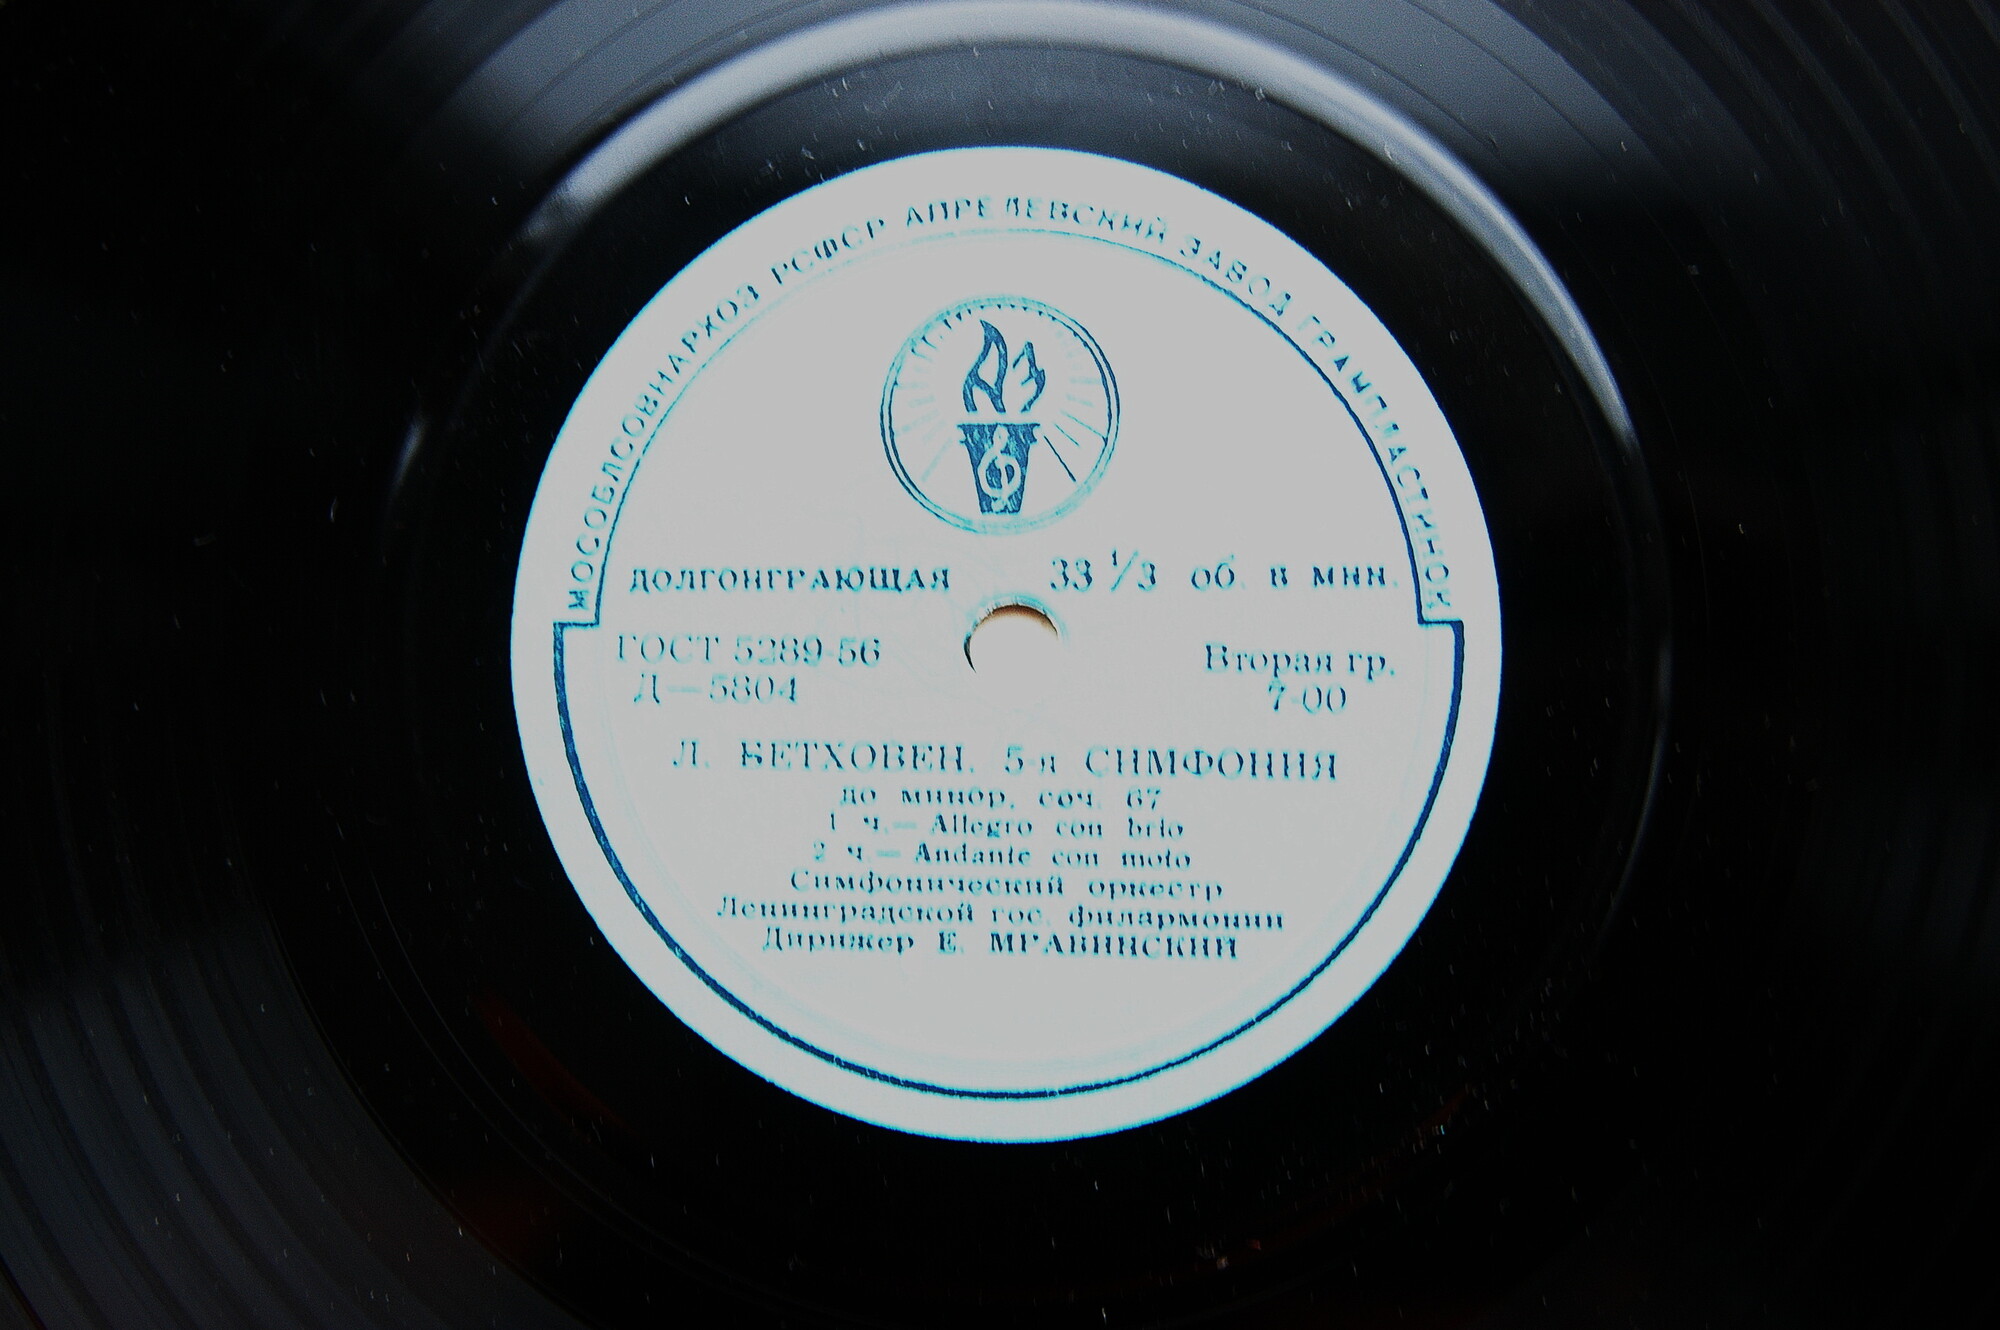 МОСОБЛСОВНАРХОЗ РСФСР АПРЕЛЕВСКИЙ ЗАВОД ГРАМПЛАСТИНОК
ДОЛГОИГРАЮЩАЯ 33 1/3 об. в мин.
ГОСТ 5289-56 Вторая гр.
Д—5804 7-00
Л. БЕТХОВЕН. 5-я СИМФОНИЯ
до минор, соч. 67
1 ч.— Allegro con brio
2 ч.— Andante con moto
Симфонический оркестр
Ленинградской гос. филармонии
Дирижер Е. МРАВИНСКИЙ